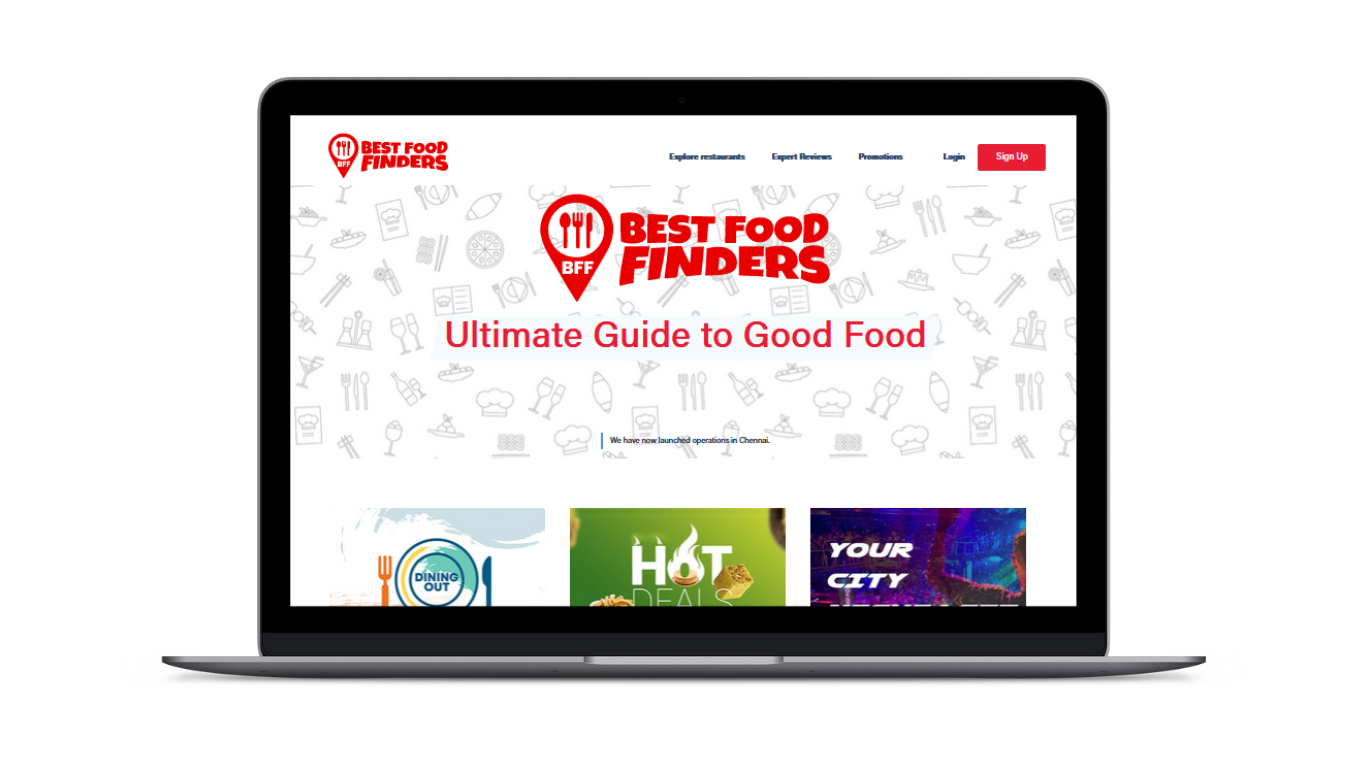 BEST FOOD
FINDERS
BFF
Explore restaurants Expert Reviews Promotions Login Sign Up
BEST FOOD
FINDERS
BFF
Ultimate Guide to Good Food
We have now launched operations in Chennai.
DINING
OUT
HOT
DEALS
YOUR
CITY